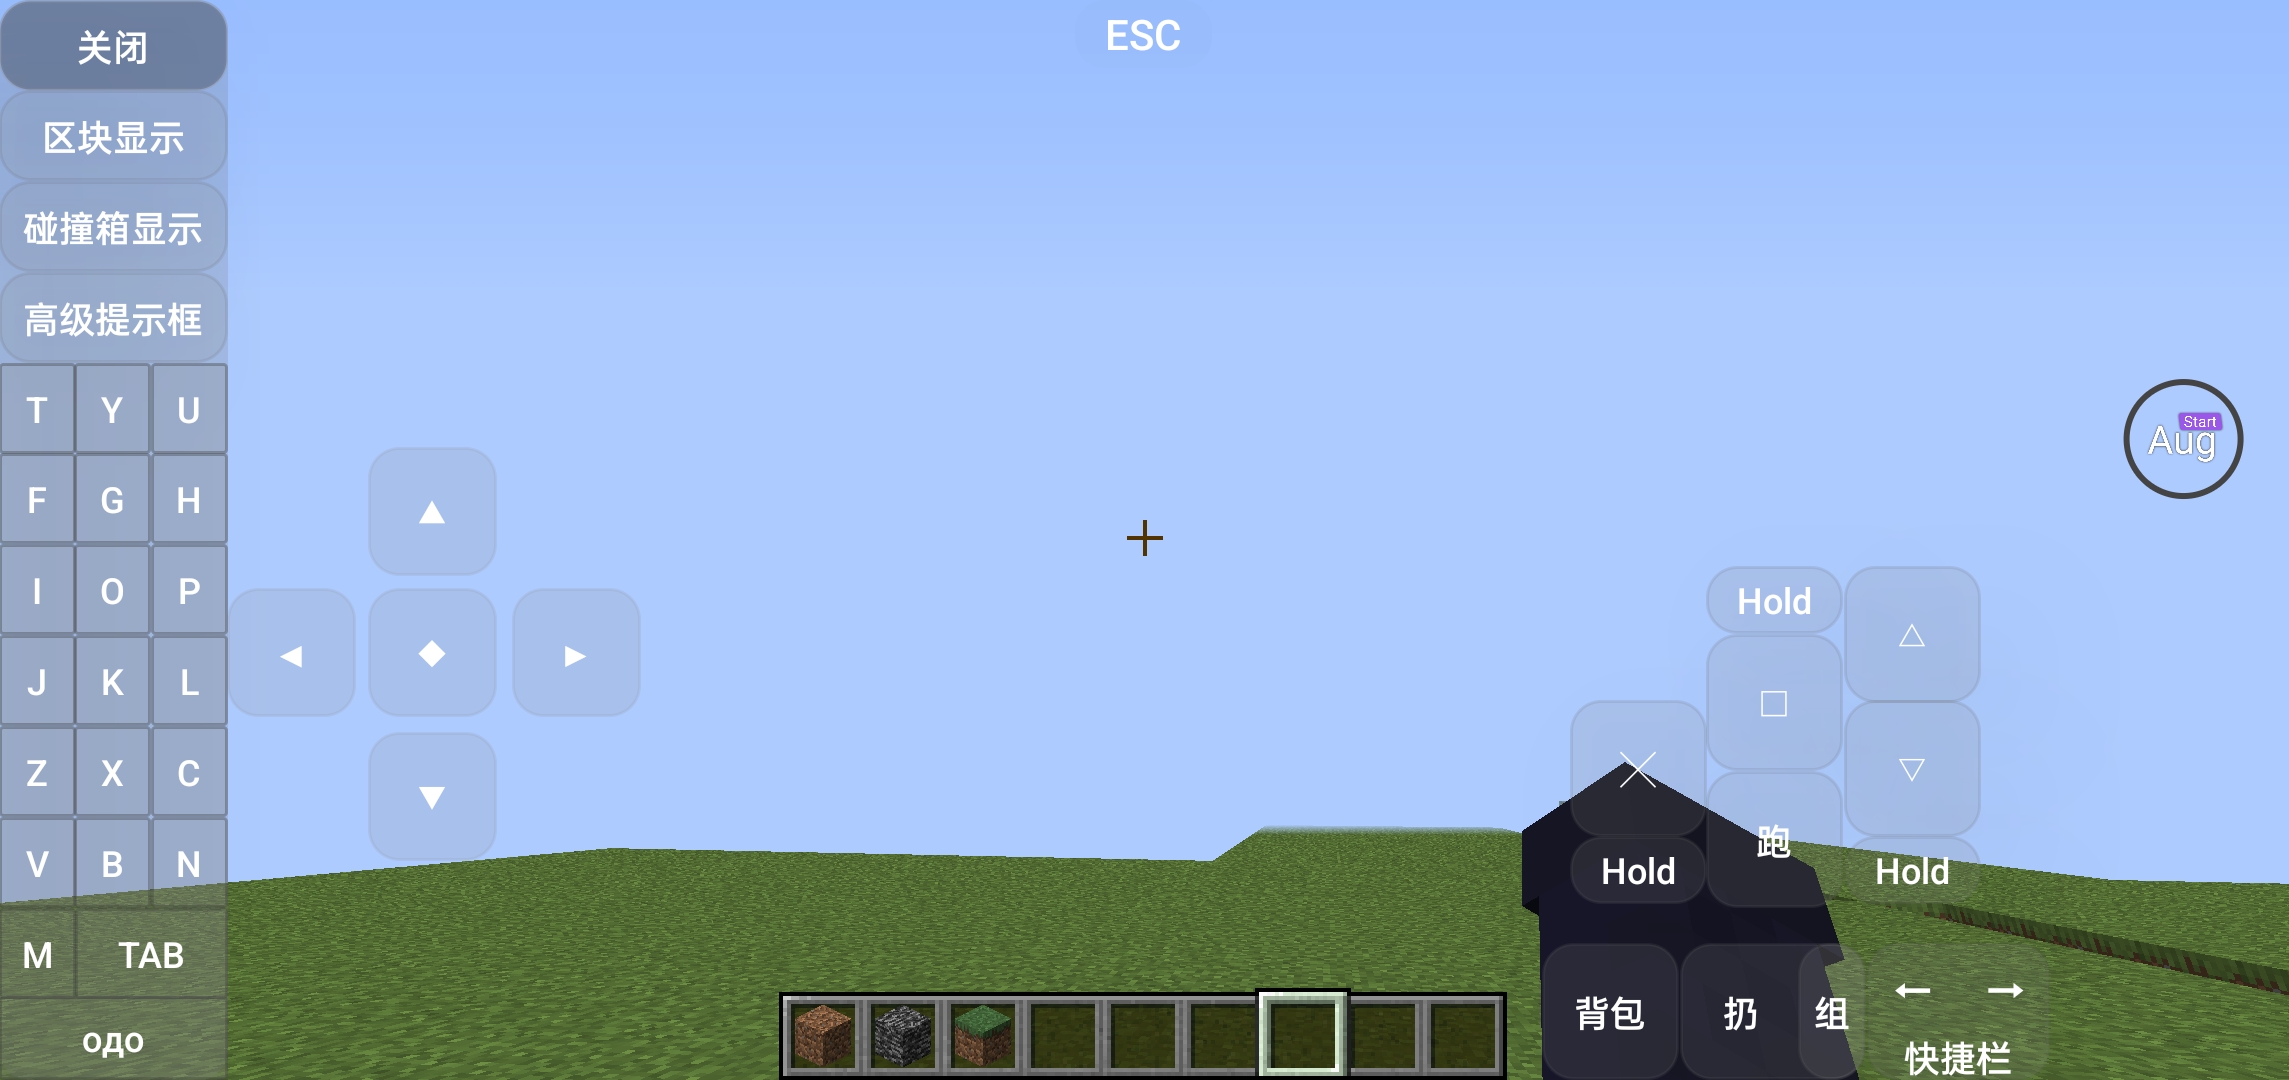 关闭
ESC
区块显示
碰撞箱显示
高级提示框
T Y U
F G H
I O P
J K L
Z X C
V B N
M TAB
одо
Start
Aug
Hold
跑
Hold
Hold
背包
扔
组
快捷栏